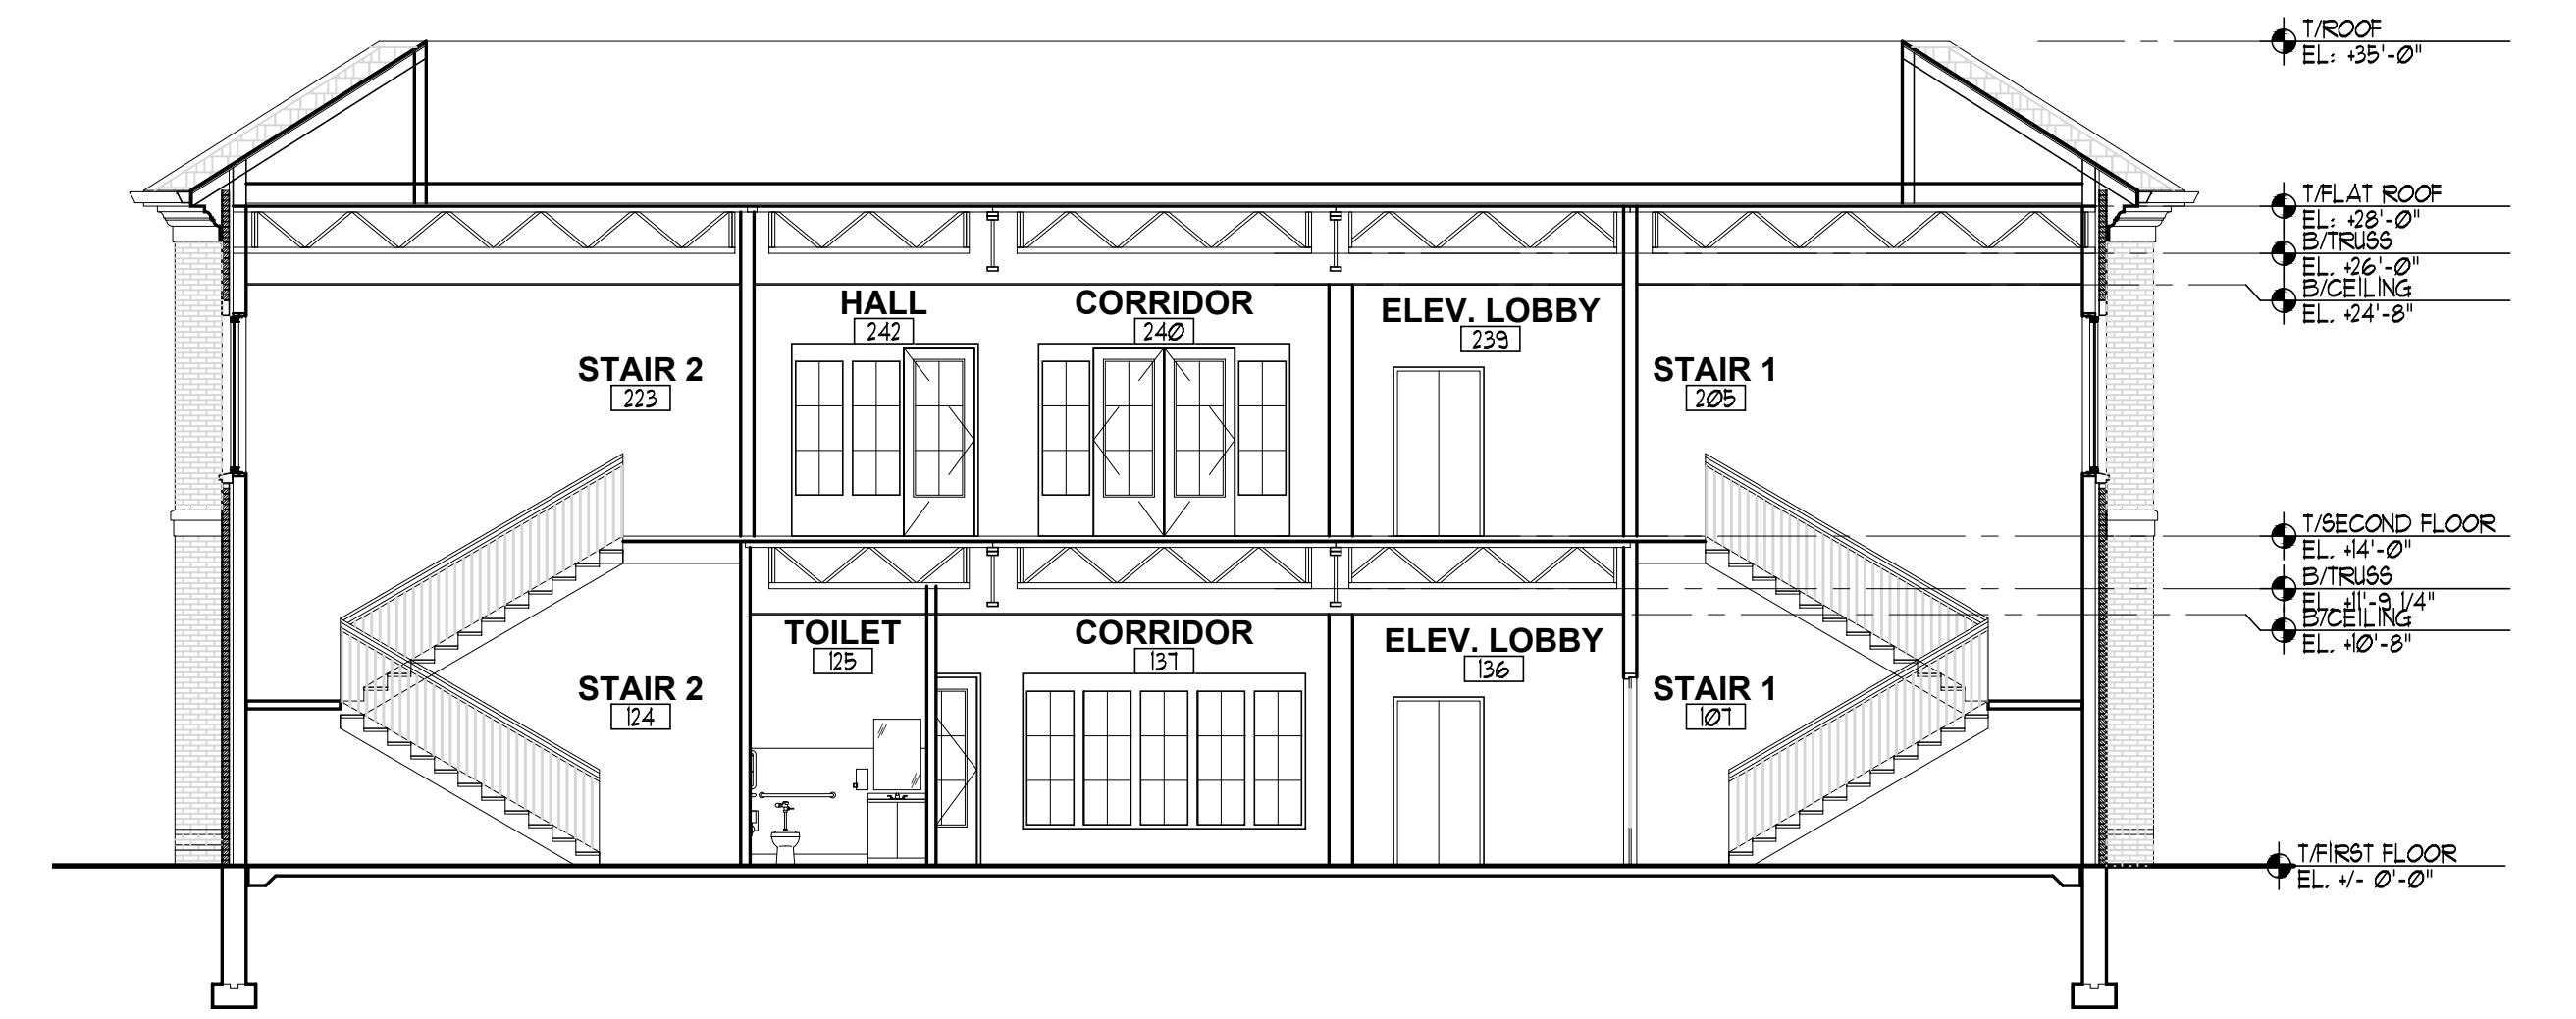 T/ROOF
EL: +35'-0"
T/FLAT ROOF
EL: +28'-0"
B/TRUSS
EL. +26'-0"
B/CEILING
EL. +24'-8"
HALL
242
CORRIDOR
240
ELEV. LOBBY
239
STAIR 2
223
STAIR 1
205
T/SECOND FLOOR
EL. +14'-0"
B/TRUSS
EL. +11'-9 1/4"
B/CEILING
EL. +10'-8"
TOILET
125
CORRIDOR
137
ELEV. LOBBY
136
STAIR 2
124
STAIR 1
107
T/FIRST FLOOR
EL. +/- 0'-0"